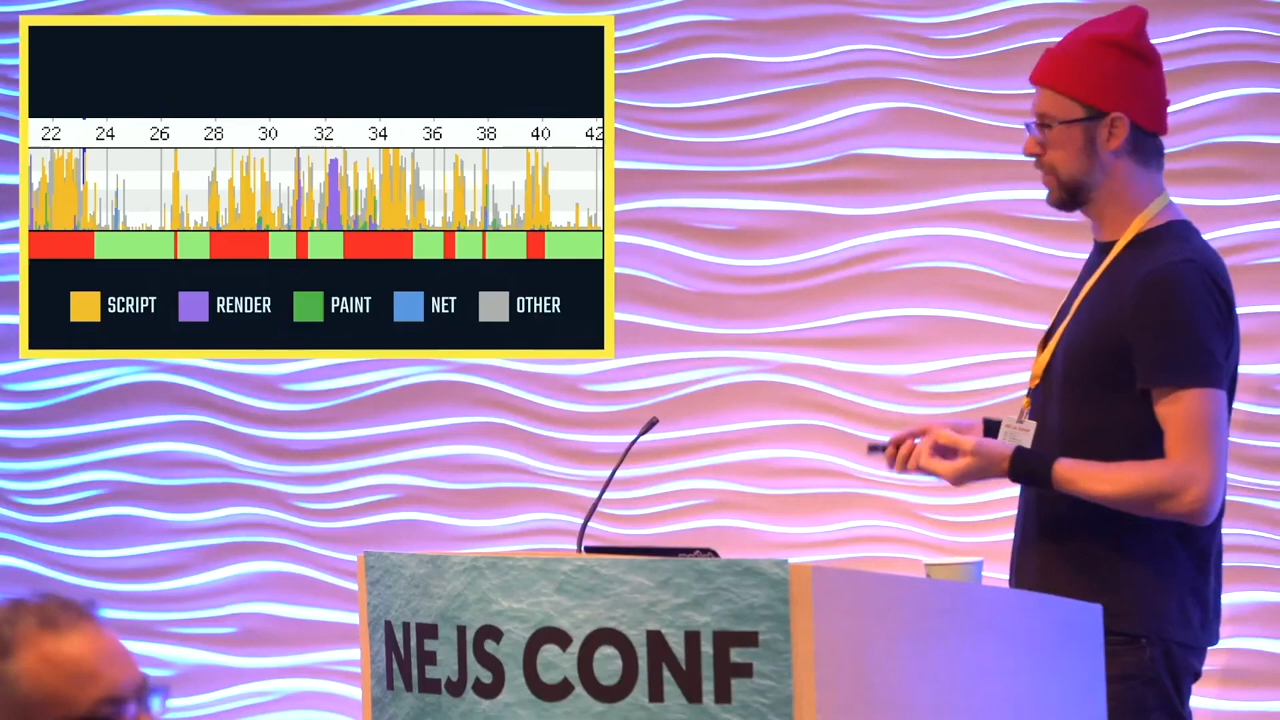 22 24 26 28 30 32 34 36 38 40 42
SCRIPT RENDER PAINT NET OTHER
NEJS CONF